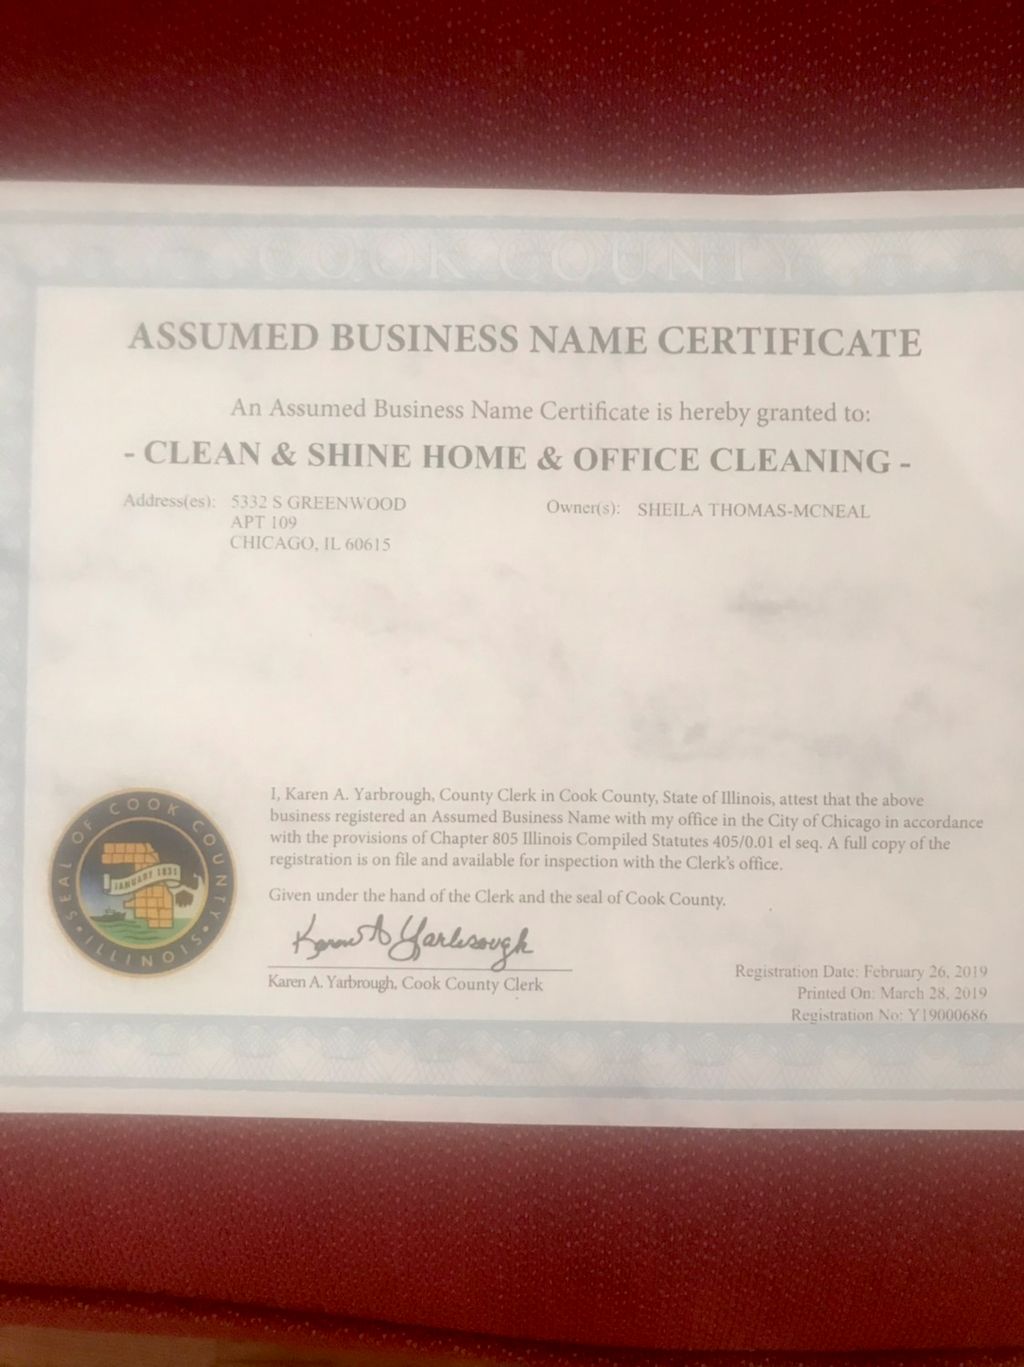 COOK COUNTY
ASSUMED BUSINESS NAME CERTIFICATE
An Assumed Business Name Certificate is hereby granted to:
- CLEAN & SHINE HOME & OFFICE CLEANING -
Address(es): 5332 S GREENWOOD
APT 109
CHICAGO, IL 60615
Owner(s): SHEILA THOMAS-MCNEAL
I, Karen A. Yarbrough, County Clerk in Cook County, State of Illinois, attest that the above
business registered an Assumed Business Name with my office in the City of Chicago in accordance
with the provisions of Chapter 805 Illinois Compiled Statutes 405/0.01 el seq. A full copy of the
registration is on file and available for inspection with the Clerk's office.
Given under the hand of the Clerk and the seal of Cook County.
SEAL OF COOK COUNTY
JANUARY 1831
• ILLINOIS •
Karen A Yarbrough
Karen A. Yarbrough, Cook County Clerk
Registration Date: February 26, 2019
Printed On: March 28, 2019
Registration No: Y19000686